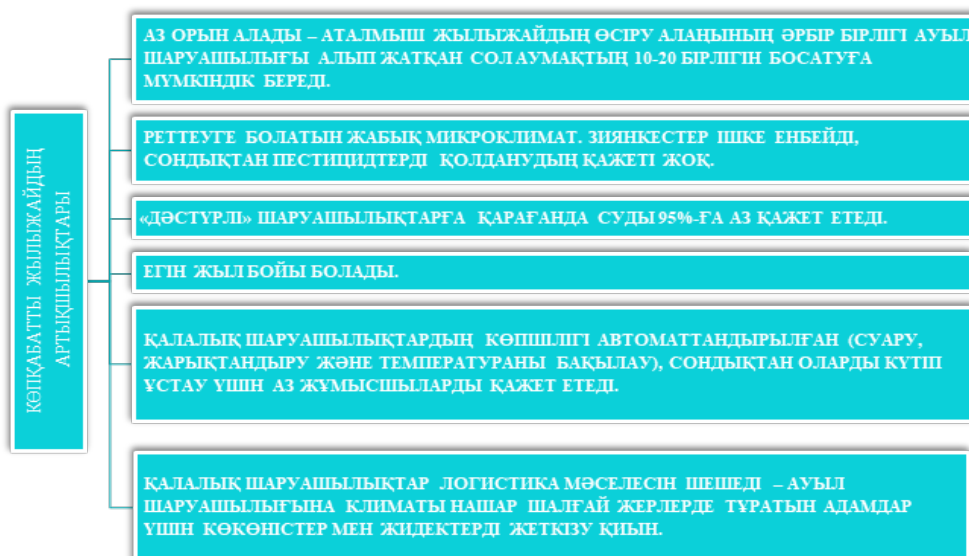 КӨПҚАБАТТЫ ЖЫЛЫЖАЙДЫҢ
АРТЫҚШЫЛЫҚТАРЫ
АЗ ОРЫН АЛАДЫ – АТАЛМЫШ ЖЫЛЫЖАЙДЫҢ ӨСІРУ АЛАҢЫНЫҢ ӘРБІР БІРЛІГІ АУЫЛ
ШАРУАШЫЛЫҒЫ АЛЫП ЖАТҚАН СОЛ АУМАҚТЫҢ 10-20 БІРЛІГІН БОСАТУҒА
МҮМКІНДІК БЕРЕДІ.
РЕТТЕУГЕ БОЛАТЫН ЖАБЫҚ МИКРОКЛИМАТ. ЗИЯНКЕСТЕР ІШКЕ ЕНБЕЙДІ,
СОНДЫҚТАН ПЕСТИЦИДТЕРДІ ҚОЛДАНУДЫҢ ҚАЖЕТІ ЖОҚ.
«ДӘСТҮРЛІ» ШАРУАШЫЛЫҚТАРҒА ҚАРАҒАНДА СУДЫ 95%-ҒА АЗ ҚАЖЕТ ЕТЕДІ.
ЕГІН ЖЫЛ БОЙЫ БОЛАДЫ.
ҚАЛАЛЫҚ ШАРУАШЫЛЫҚТАРДЫҢ КӨПШІЛІГІ АВТОМАТТАНДЫРЫЛҒАН (СУАРУ,
ЖАРЫҚТАНДЫРУ ЖӘНЕ ТЕМПЕРАТУРАНЫ БАҚЫЛАУ), СОНДЫҚТАН ОЛАРДЫ КҮТІП
ҰСТАУ ҮШІН АЗ ЖҰМЫСШЫЛАРДЫ ҚАЖЕТ ЕТЕДІ.
ҚАЛАЛЫҚ ШАРУАШЫЛЫҚТАР ЛОГИСТИКА МӘСЕЛЕСІН ШЕШЕДІ – АУЫЛ
ШАРУАШЫЛЫҒЫНА КЛИМАТЫ НАШАР ШАЛҒАЙ ЖЕРЛЕРДЕ ТҰРАТЫН АДАМДАР
ҮШІН КӨКӨНІСТЕР МЕН ЖИДЕКТЕРДІ ЖЕТКІЗУ ҚИЫН.